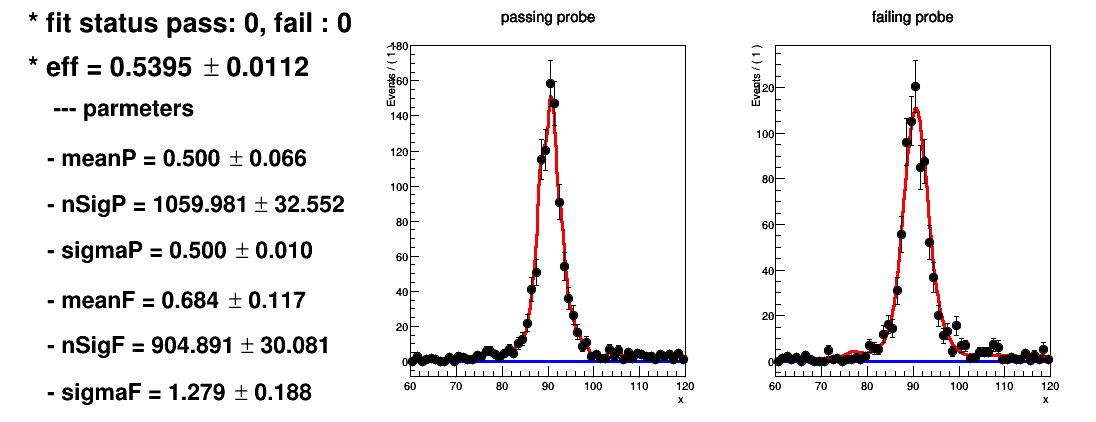 * fit status pass: 0, fail : 0
* eff = 0.5395 ± 0.0112
--- parmeters
- meanP = 0.500 ± 0.066
- nSigP = 1059.981 ± 32.552
- sigmaP = 0.500 ± 0.010
- meanF = 0.684 ± 0.117
- nSigF = 904.891 ± 30.081
- sigmaF = 1.279 ± 0.188
passing probe
Events / ( 1 )
180
160
140
120
100
80
60
40
20
0
60 70 80 90 100 110 120
x
failing probe
Events / ( 1 )
120
100
80
60
40
20
0
60 70 80 90 100 110 120
x